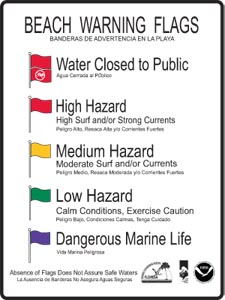 BEACH WARNING FLAGS
BANDERAS DE ADVERTENCIA EN LA PLAYA
Water Closed to Public
Agua Cerrada al Público
High Hazard
High Surf and/or Strong Currents
Peligro Alto, Resaca Alta y/o Corrientes Fuertes
Medium Hazard
Moderate Surf and/or Currents
Peligro Medio, Resaca Moderada y/o Corrientes Fuertes
Low Hazard
Calm Conditions, Exercise Caution
Peligro Bajo, Condiciones Calmas, Tenga Cuidado
Dangerous Marine Life
Vida Marina Peligrosa
Absence of Flags Does Not Assure Safe Waters
La Ausencia de Banderas No Asegura Aguas Seguras